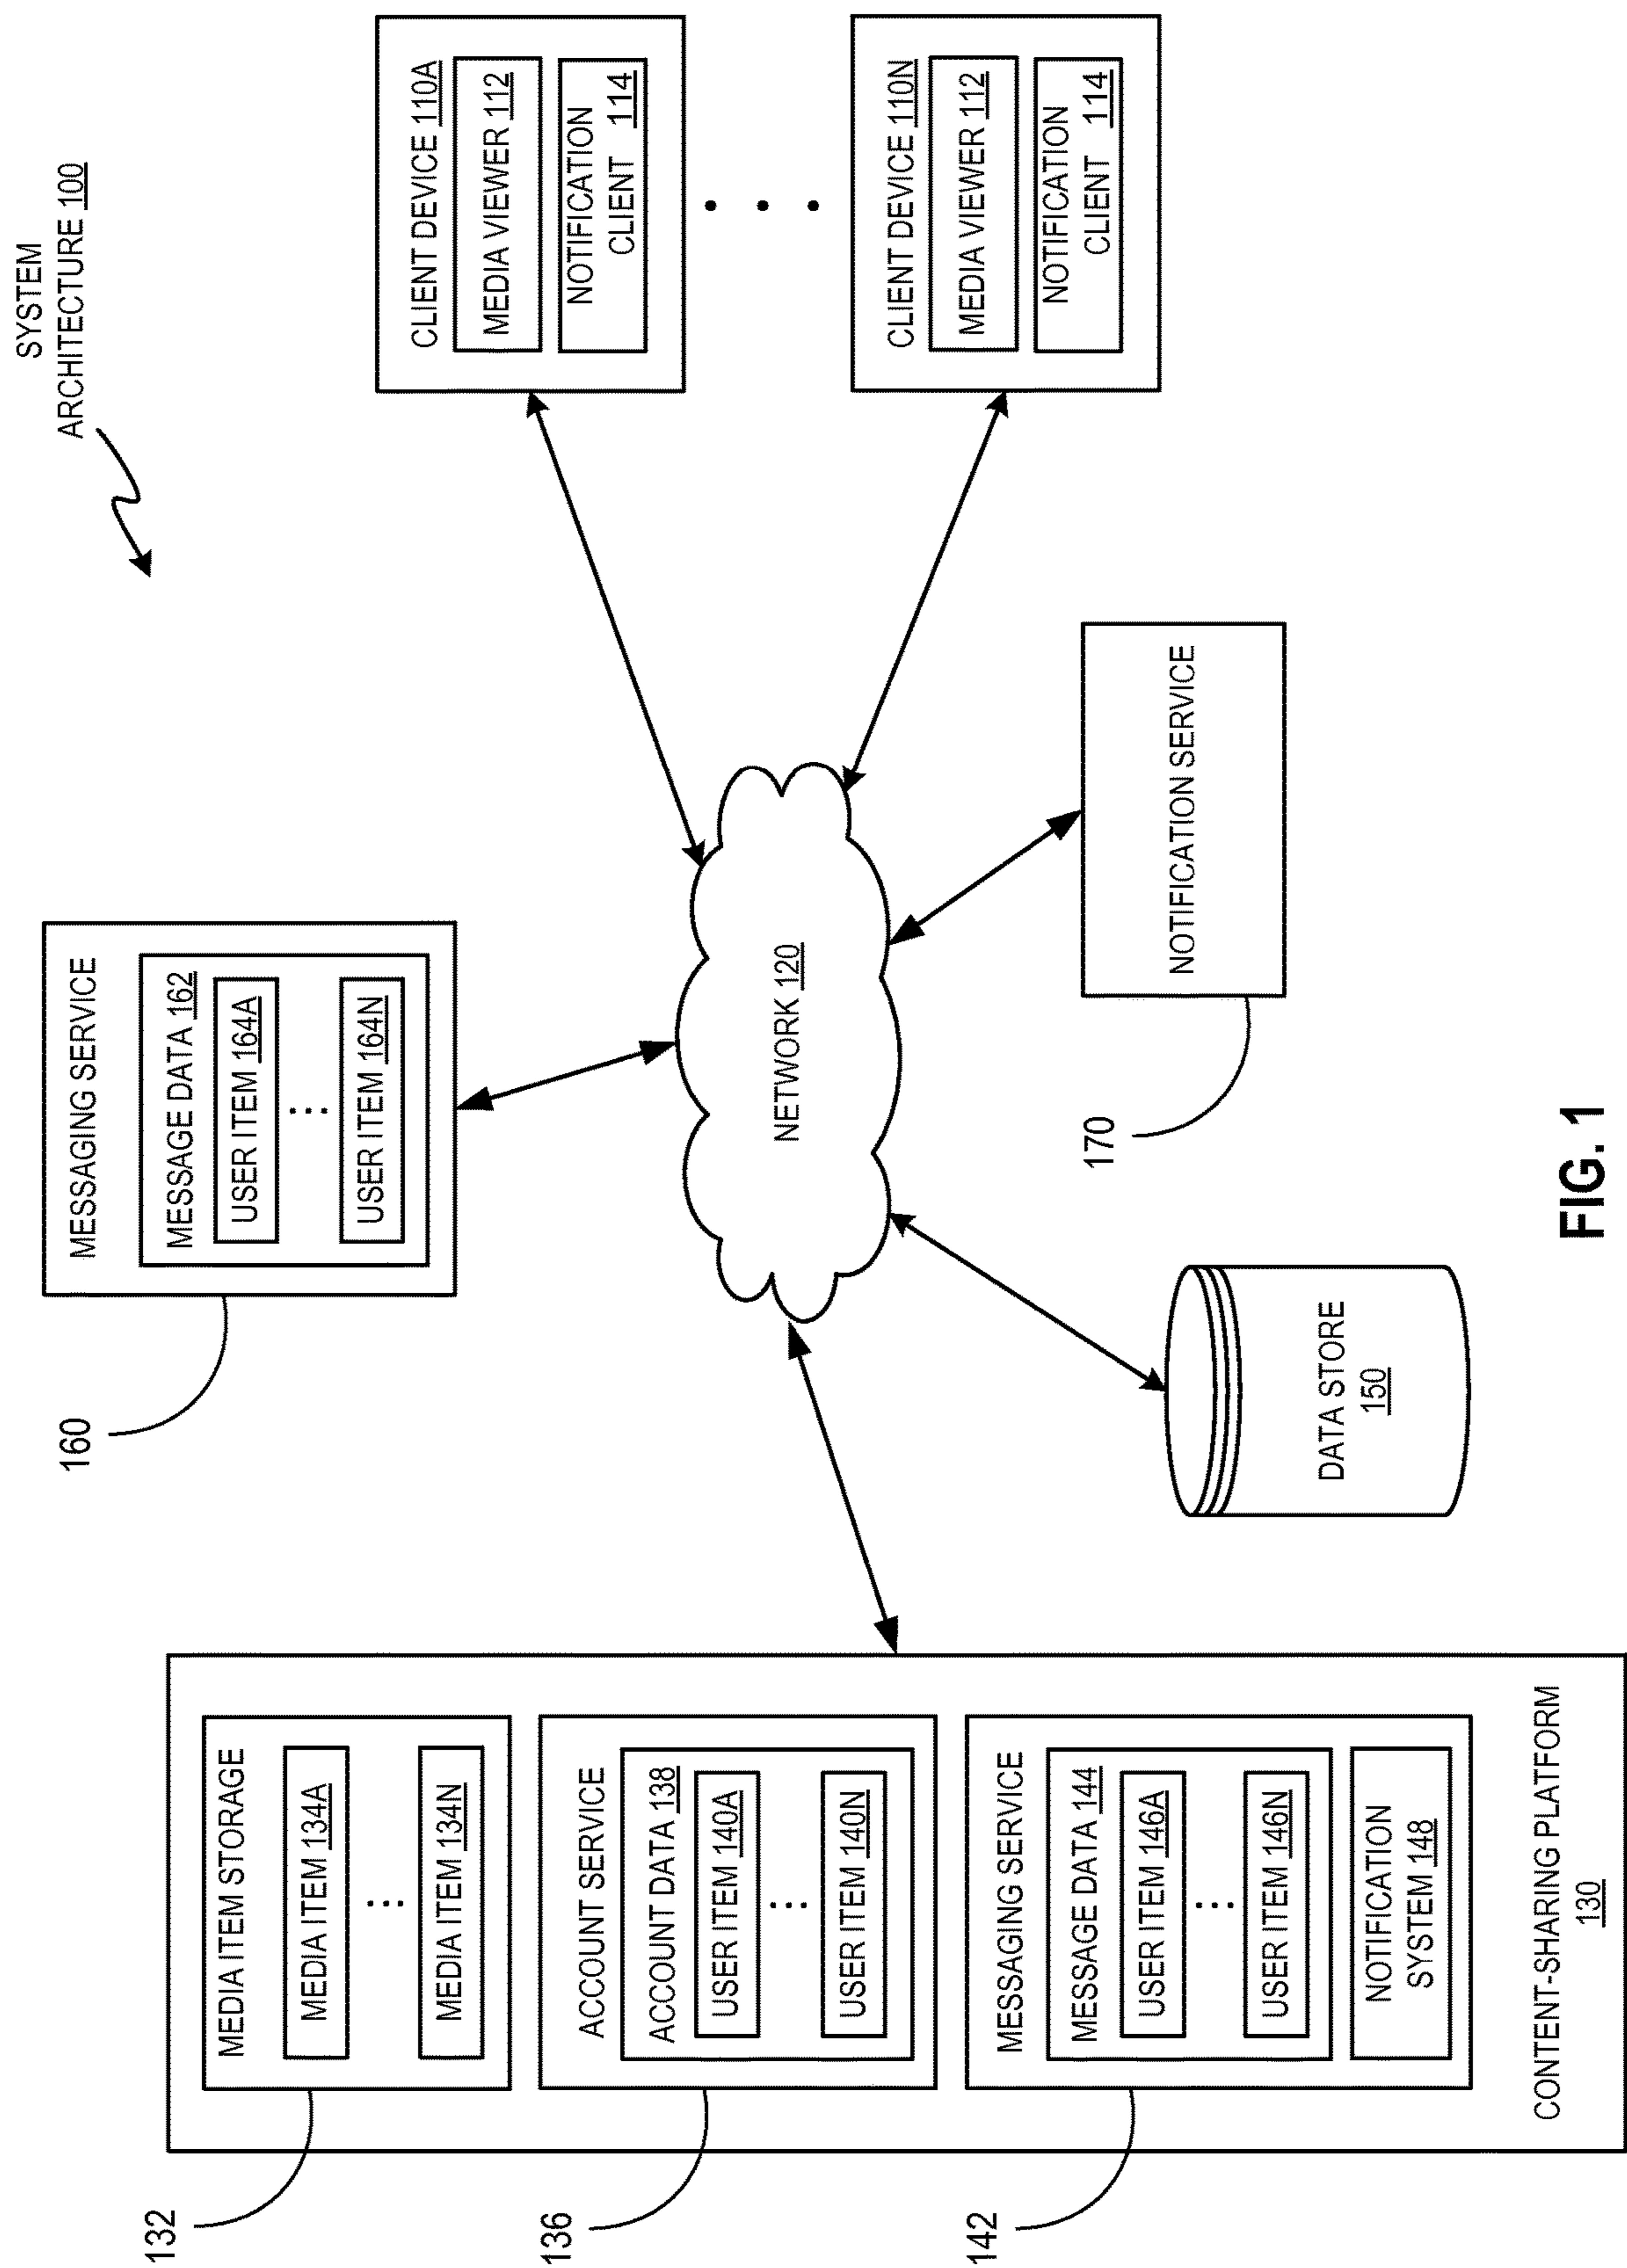 SYSTEM
ARCHITECTURE 100
132
MEDIA ITEM STORAGE
MEDIA ITEM 134A
...
MEDIA ITEM 134N
136
ACCOUNT SERVICE
ACCOUNT DATA 138
USER ITEM 140A
...
USER ITEM 140N
142
MESSAGING SERVICE
MESSAGE DATA 144
USER ITEM 146A
...
USER ITEM 146N
NOTIFICATION
SYSTEM 148
CONTENT-SHARING PLATFORM
130
160
MESSAGING SERVICE
MESSAGE DATA 162
USER ITEM 164A
...
USER ITEM 164N
NETWORK 120
DATA STORE
150
170
NOTIFICATION SERVICE
CLIENT DEVICE 110A
MEDIA VIEWER 112
NOTIFICATION
CLIENT 114
. . .
CLIENT DEVICE 110N
MEDIA VIEWER 112
NOTIFICATION
CLIENT 114
FIG. 1